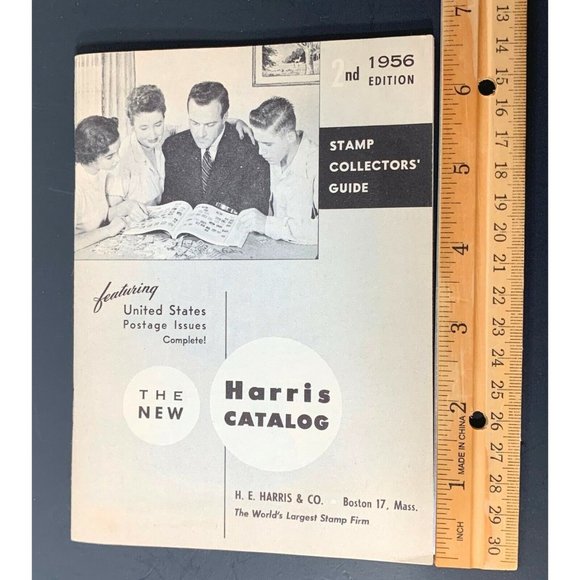 2nd 1956
EDITION
STAMP
COLLECTORS'
GUIDE
featuring
United States
Postage Issues
Complete!
THE
NEW
Harris
CATALOG
H. E. HARRIS & CO. Boston 17, Mass.
The World's Largest Stamp Firm
7
6
5
4
3
2
1
INCH
MADE IN CHINA
13
14
15
16
17
18
19
20
21
22
23
24
25
26
27
28
29
30